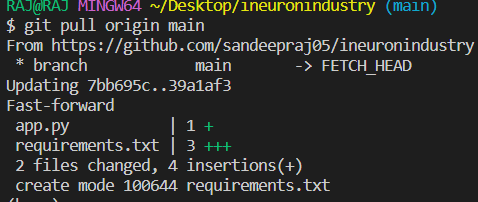 RAJ@RAJ MINGW64 ~/Desktop/ineuronindustry (main)
$ git pull origin main
From https://github.com/sandeepraj05/ineuronindustry
 * branch            main       -> FETCH_HEAD
Updating 7bb695c..39a1af3
Fast-forward
 app.py           | 1 +
 requirements.txt | 3 +++
 2 files changed, 4 insertions(+)
 create mode 100644 requirements.txt